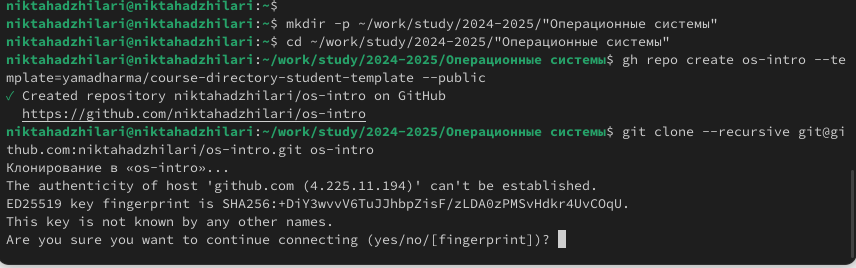 niktahadzhilari@niktahadzhilari:~$
niktahadzhilari@niktahadzhilari:~$ mkdir -p ~/work/study/2024-2025/"Операционные системы"
niktahadzhilari@niktahadzhilari:~$ cd ~/work/study/2024-2025/"Операционные системы"
niktahadzhilari@niktahadzhilari:~/work/study/2024-2025/Операционные системы$ gh repo create os-intro --te
mplate=yamadharma/course-directory-student-template --public
✓ Created repository niktahadzhilari/os-intro on GitHub
https://github.com/niktahadzhilari/os-intro
niktahadzhilari@niktahadzhilari:~/work/study/2024-2025/Операционные системы$ git clone --recursive git@gi
thub.com:niktahadzhilari/os-intro.git os-intro
Клонирование в «os-intro»...
The authenticity of host 'github.com (4.225.11.194)' can't be established.
ED25519 key fingerprint is SHA256:+DiY3wvvV6TuJJhbpZisF/zLDA0zPMSvHdkr4UvCOqU.
This key is not known by any other names.
Are you sure you want to continue connecting (yes/no/[fingerprint])?